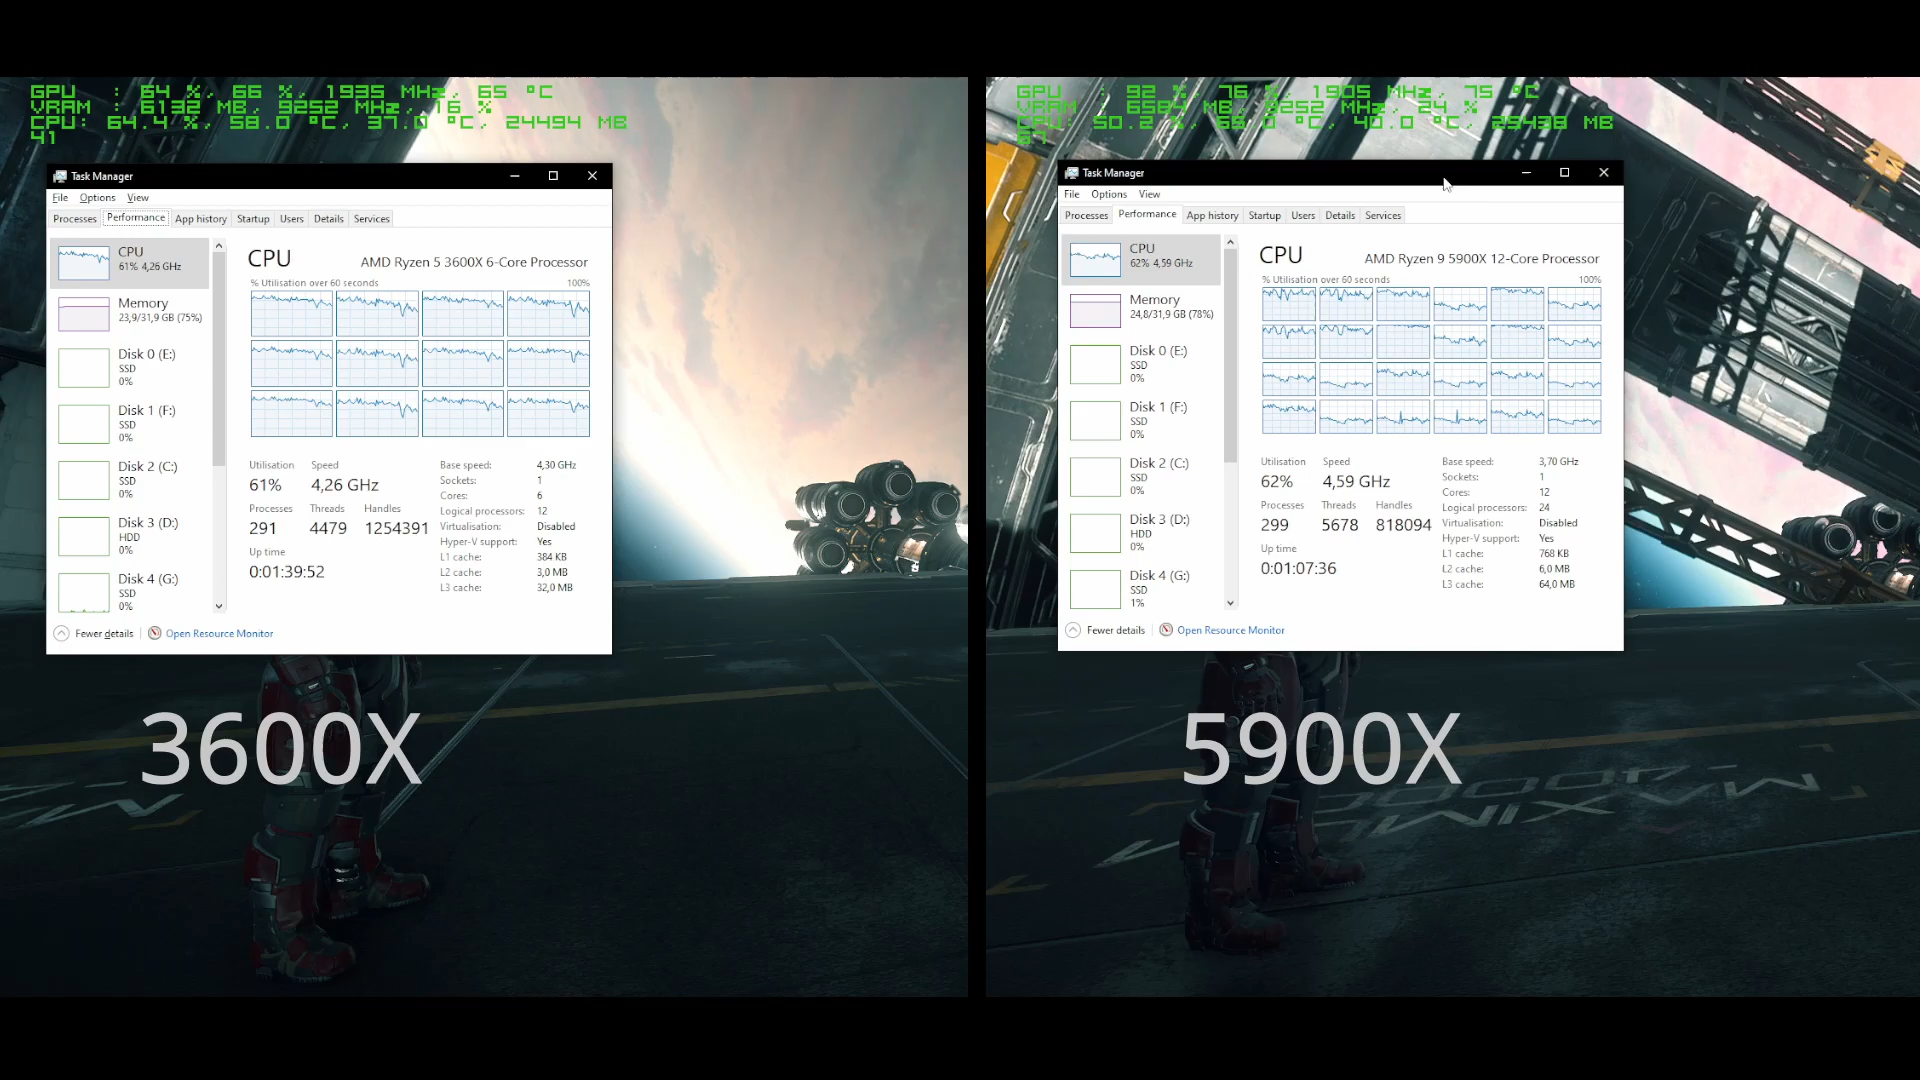 GPU : 64 %, 66 %, 1935 MHz, 65 °C
VRAM : 6132 MB, 9252 MHz, 16 %
CPU: 64.4 %, 58.0 °C, 37.0 °C, 24494 MB
41
Task Manager
File Options View
Processes Performance App history Startup Users Details Services
CPU
61% 4,26 GHz
Memory
23,9/31,9 GB (75%)
Disk 0 (E:)
SSD
0%
Disk 1 (F:)
SSD
0%
Disk 2 (C:)
SSD
0%
Disk 3 (D:)
HDD
0%
Disk 4 (G:)
SSD
0%
CPU AMD Ryzen 5 3600X 6-Core Processor
% Utilisation over 60 seconds 100%
Utilisation Speed
61% 4,26 GHz
Processes Threads Handles
291 4479 1254391
Up time
0:01:39:52
Base speed: 4,30 GHz
Sockets: 1
Cores: 6
Logical processors: 12
Virtualisation: Disabled
Hyper-V support: Yes
L1 cache: 384 KB
L2 cache: 3,0 MB
L3 cache: 32,0 MB
Fewer details Open Resource Monitor
3600X
GPU : 92 %, 76 %, 1905 MHz, 75 °C
VRAM : 6584 MB, 9252 MHz, 24 %
CPU: 50.2 %, 69.0 °C, 40.0 °C, 25438 MB
67
Task Manager
File Options View
Processes Performance App history Startup Users Details Services
CPU
62% 4,59 GHz
Memory
24,8/31,9 GB (78%)
Disk 0 (E:)
SSD
0%
Disk 1 (F:)
SSD
0%
Disk 2 (C:)
SSD
0%
Disk 3 (D:)
HDD
0%
Disk 4 (G:)
SSD
1%
CPU AMD Ryzen 9 5900X 12-Core Processor
% Utilisation over 60 seconds 100%
Utilisation Speed
62% 4,59 GHz
Processes Threads Handles
299 5678 818094
Up time
0:01:07:36
Base speed: 3,70 GHz
Sockets: 1
Cores: 12
Logical processors: 24
Virtualisation: Disabled
Hyper-V support: Yes
L1 cache: 768 KB
L2 cache: 6,0 MB
L3 cache: 64,0 MB
Fewer details Open Resource Monitor
5900X